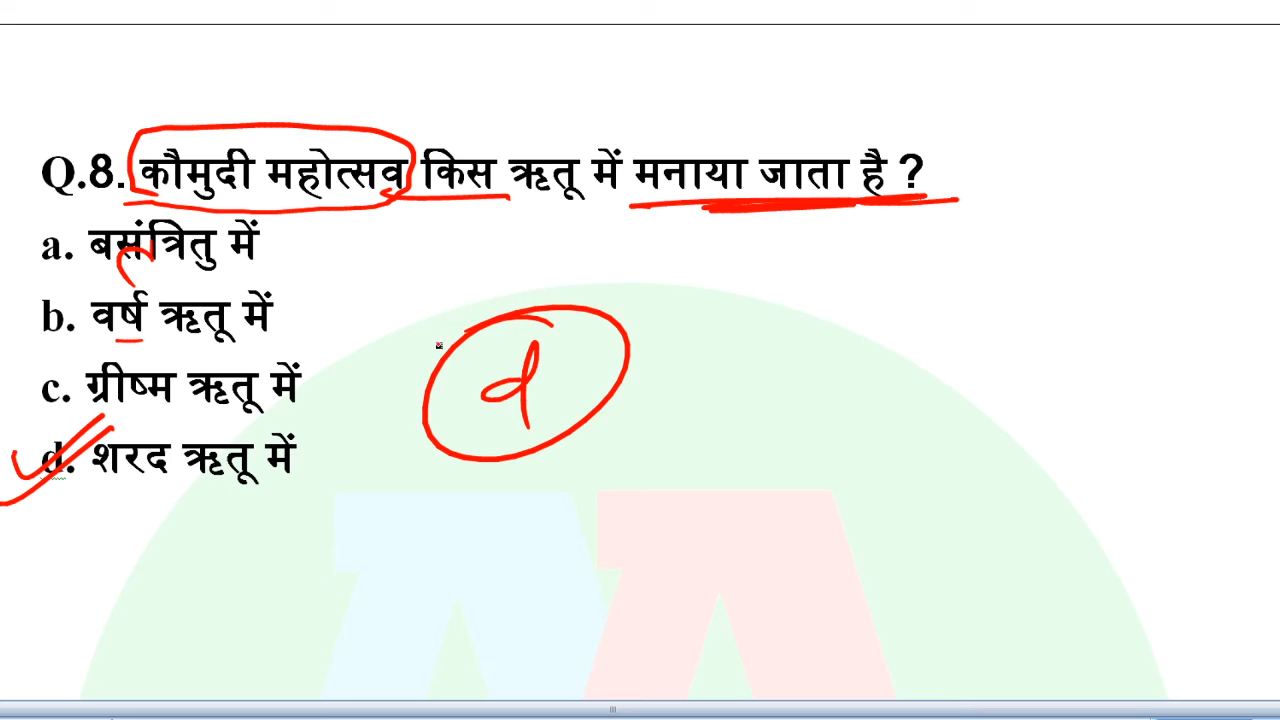 Q.8. कौमुदी महोत्सव किस ऋतू में मनाया जाता है ?
a. बसंत्रितु में
b. वर्ष ऋतू में
c. ग्रीष्म ऋतू में
d
d. शरद ऋतू में